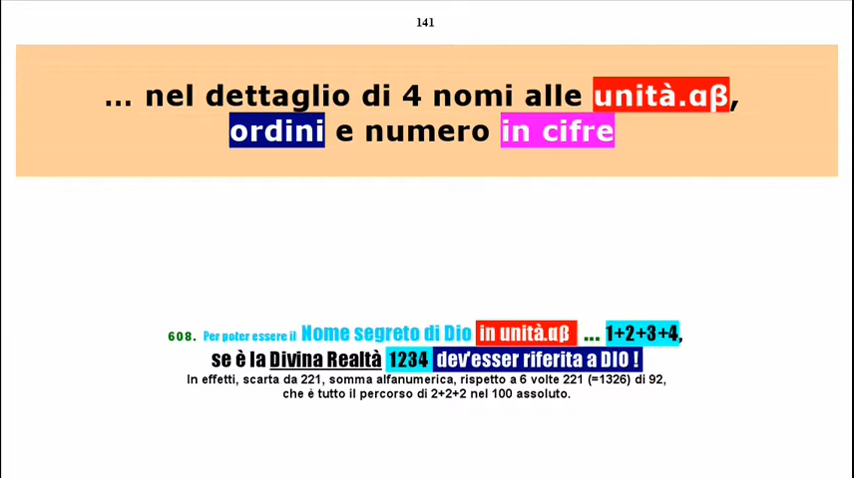 141
... nel dettaglio di 4 nomi alle unità.αβ,
ordini e numero in cifre
608. Per poter essere il Nome segreto di Dio in unità.αβ ... 1+2+3+4,
se è la Divina Realtà 1234 dev'esser riferita a DIO !
In effetti, scarta da 221, somma alfanumerica, rispetto a 6 volte 221 (=1326) di 92,
che è tutto il percorso di 2+2+2 nel 100 assoluto.